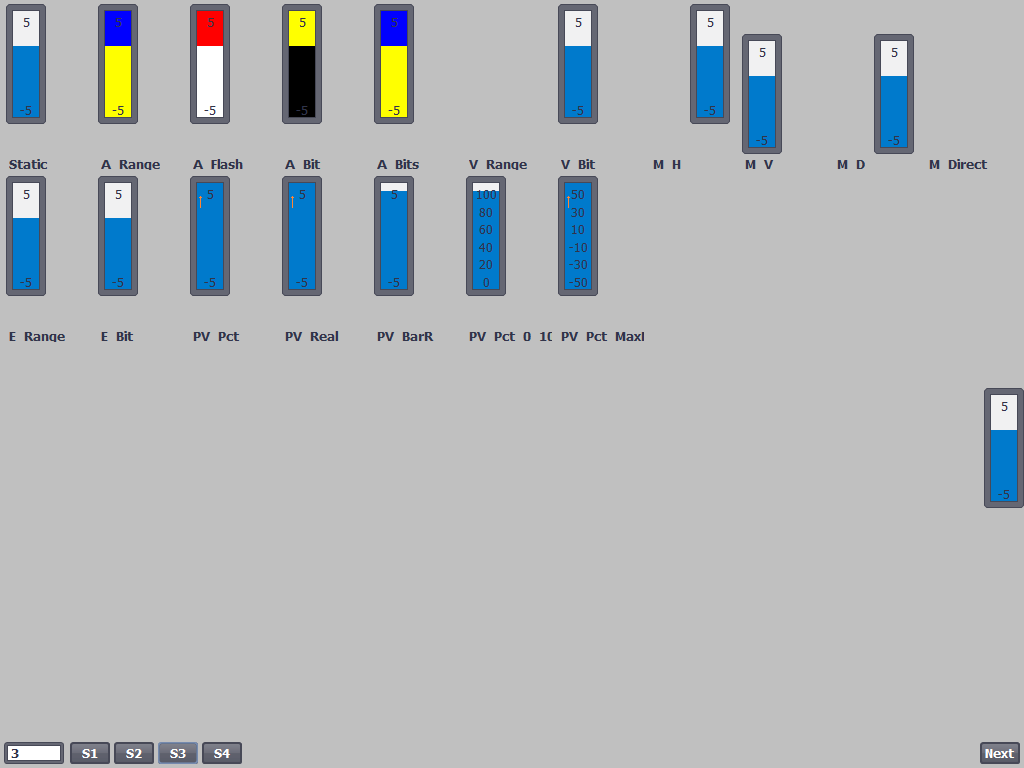 5 5 5 5 5 5 5
5 5
-5 -5 -5 -5 -5 -5 -5
-5 -5
Static A Range A Flash A Bit A Bits V Range V Bit M H M V M D M Direct
5 5 5 5 5 100 50
80 30
60 10
40 -10
20 -30
-5 -5 -5 -5 -5 0 -50
E Range E Bit PV Pct PV Real PV BarR PV Pct 0 10 PV Pct MaxI
5
-5
3 S1 S2 S3 S4 Next